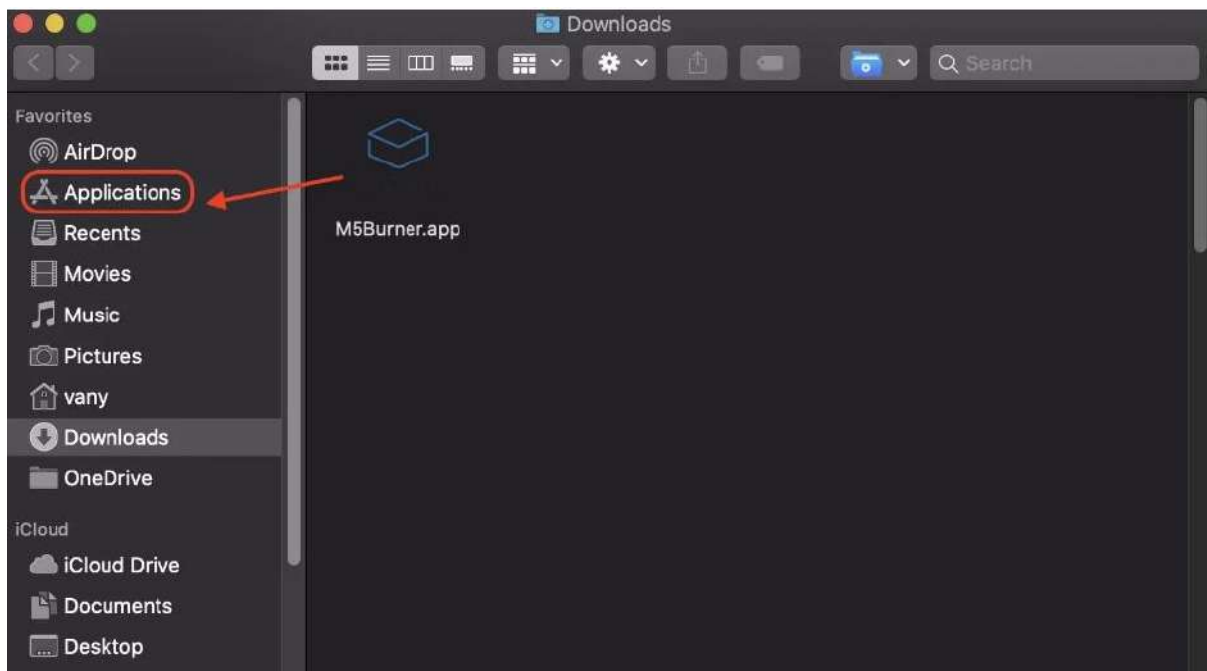 Downloads
Search
Favorites
AirDrop
Applications
Recents
Movies
Music
Pictures
vany
Downloads
OneDrive
iCloud
iCloud Drive
Documents
Desktop
M5Burner.app